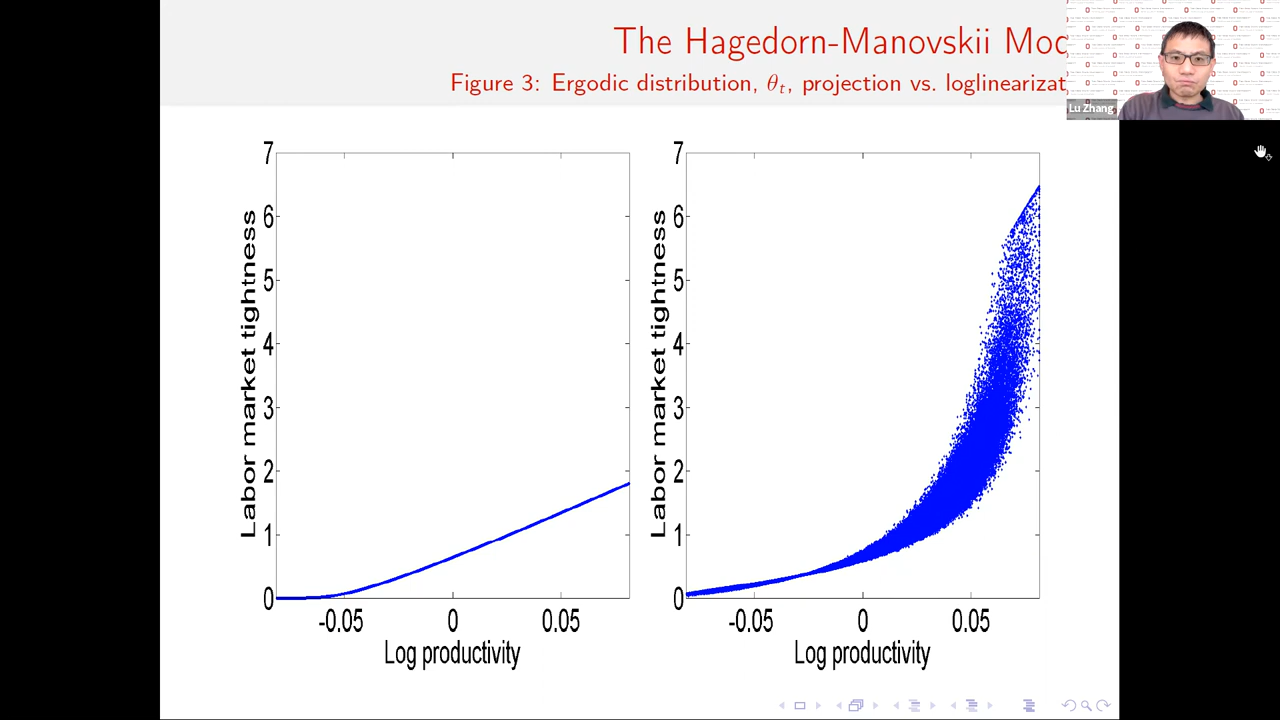 The Hagedorn-Manovskii Mod
Figure 3: Ergodic distribution, θt, projection vs. loglinearizat
Lu Zhang
7
6
5
4
3
2
1
0
Labor market tightness
-0.05 0 0.05
Log productivity
7
6
5
4
3
2
1
0
Labor market tightness
-0.05 0 0.05
Log productivity